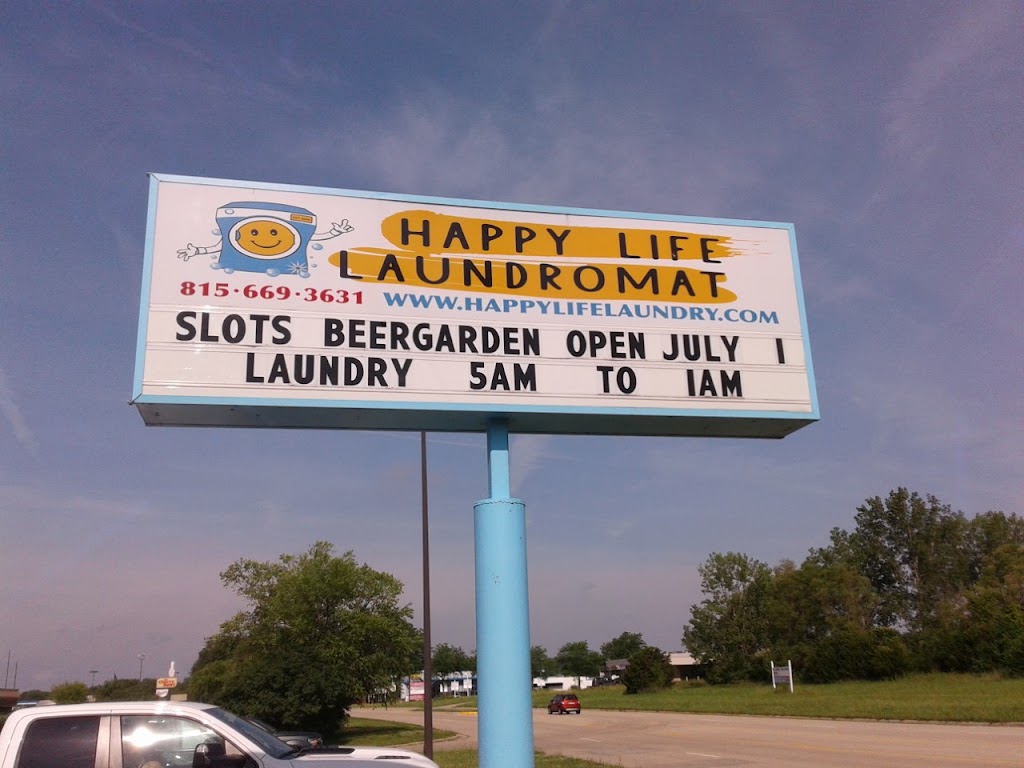 HAPPY LIFE
LAUNDROMAT
815·669·3631 WWW.HAPPYLIFELAUNDRY.COM
SLOTS BEERGARDEN OPEN JULY 1
LAUNDRY 5AM TO 1AM